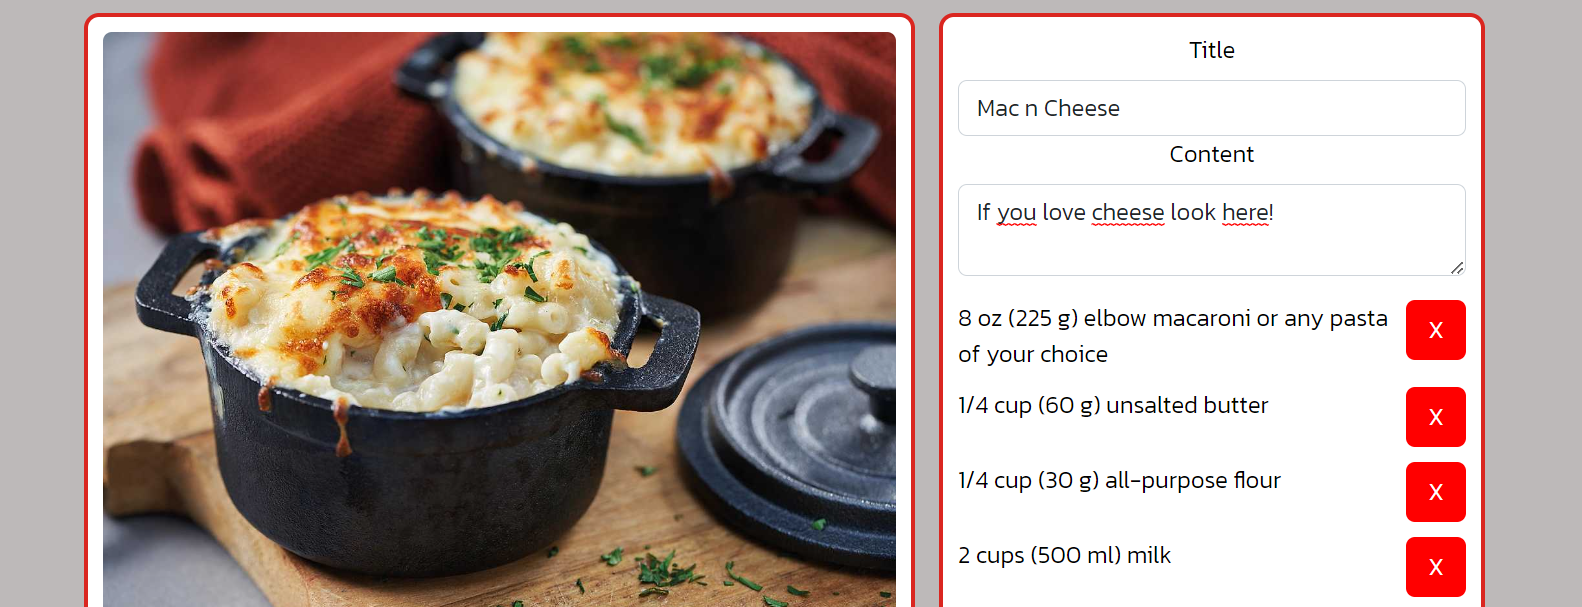 Title
Mac n Cheese
Content
If you love cheese look here!
8 oz (225 g) elbow macaroni or any pasta
of your choice
X
1/4 cup (60 g) unsalted butter
X
1/4 cup (30 g) all-purpose flour
X
2 cups (500 ml) milk
X